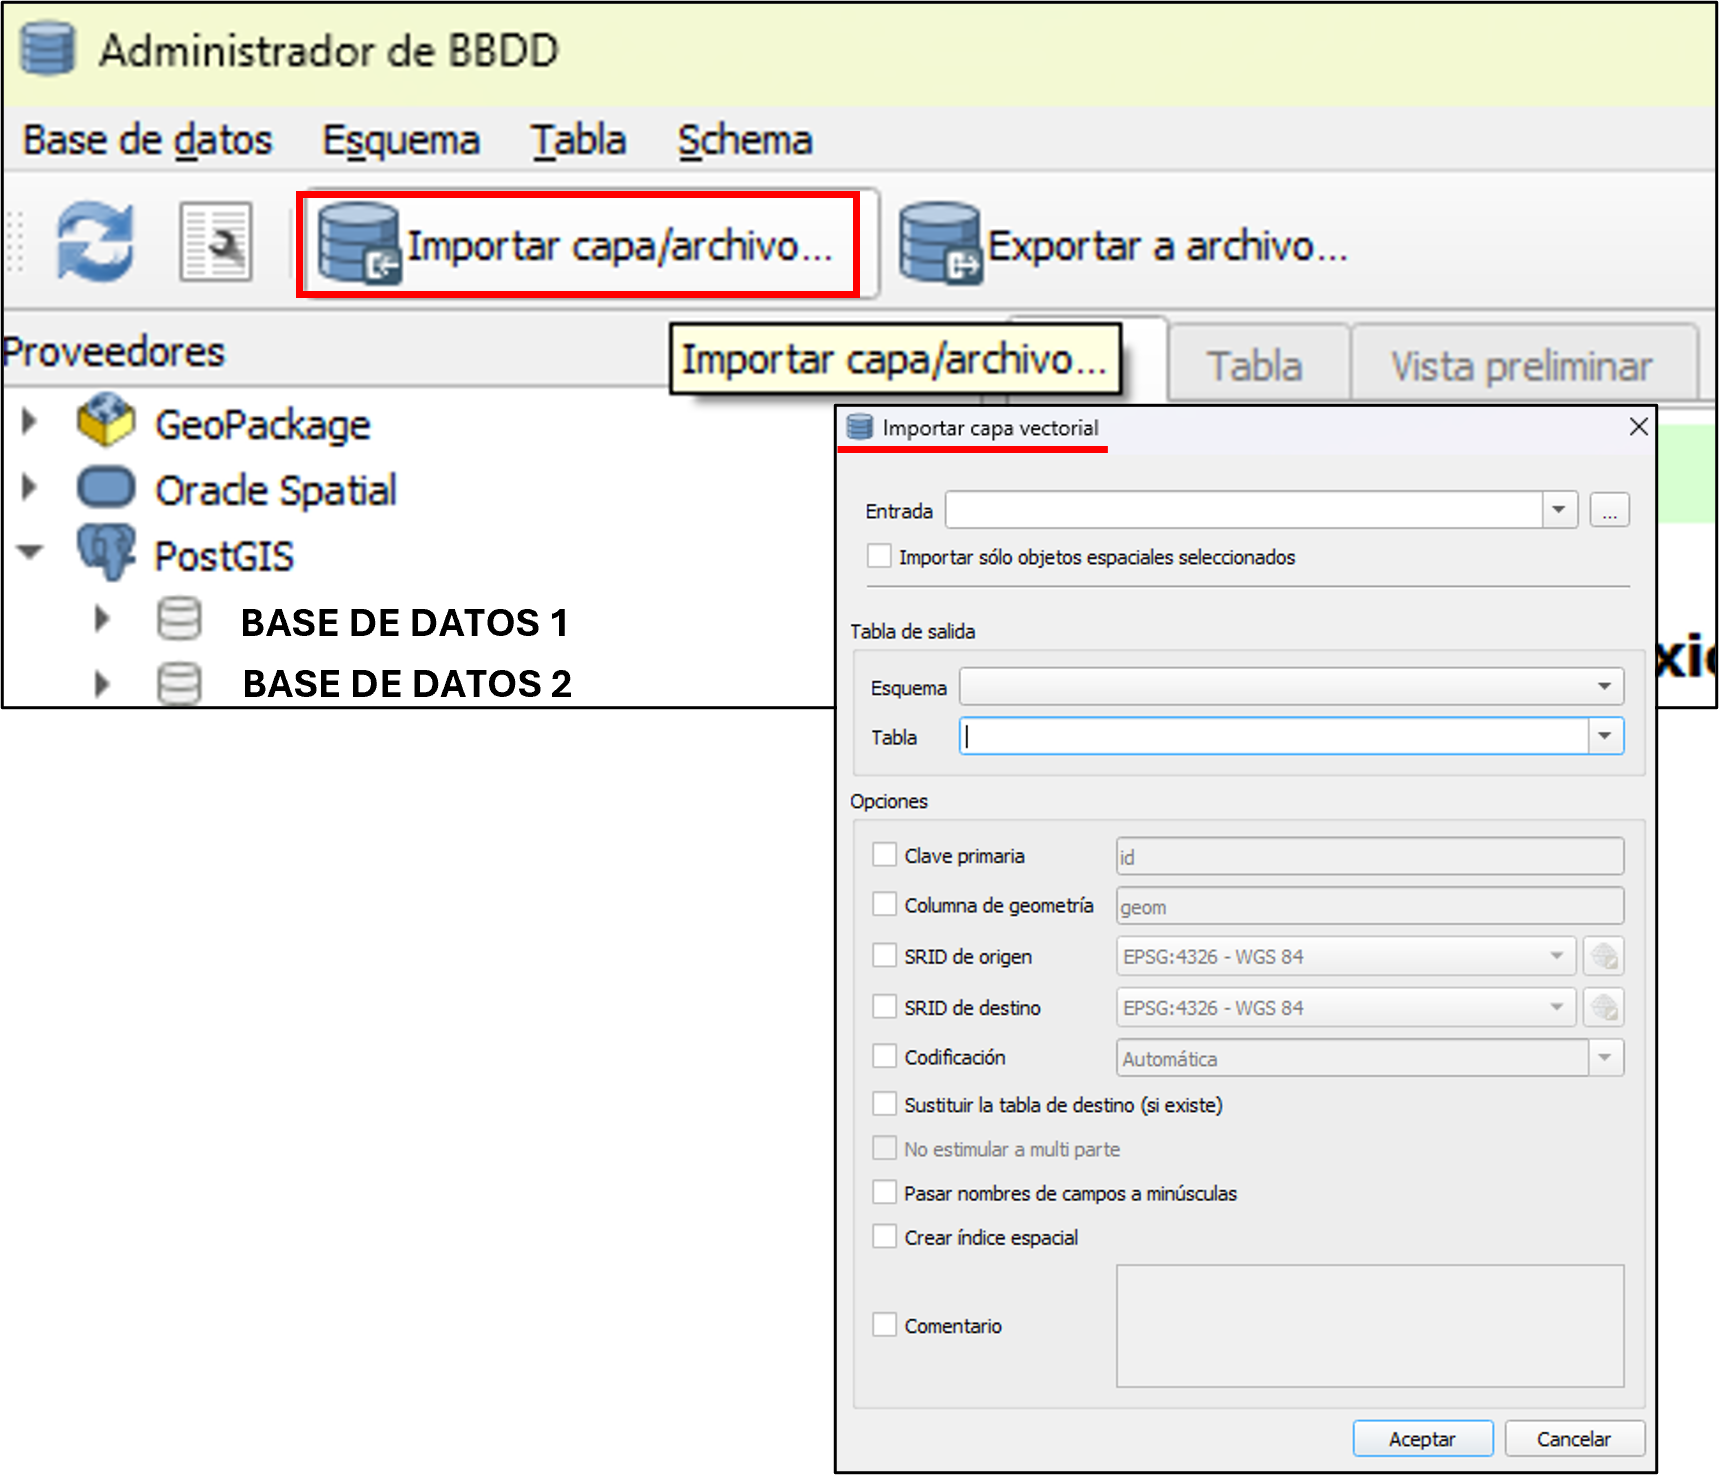 Administrador de BBDD
Base de datos Esquema Tabla Schema
Importar capa/archivo... Exportar a archivo...
Proveedores
Importar capa/archivo...
Tabla Vista preliminar
GeoPackage
Oracle Spatial
PostGIS
BASE DE DATOS 1
BASE DE DATOS 2
Importar capa vectorial
Entrada ...
Importar sólo objetos espaciales seleccionados
Tabla de salida
Esquema
Tabla
Opciones
Clave primaria id
Columna de geometría geom
SRID de origen EPSG:4326 - WGS 84
SRID de destino EPSG:4326 - WGS 84
Codificación Automática
Sustituir la tabla de destino (si existe)
No estimular a multi parte
Pasar nombres de campos a minúsculas
Crear índice espacial
Comentario
Aceptar Cancelar